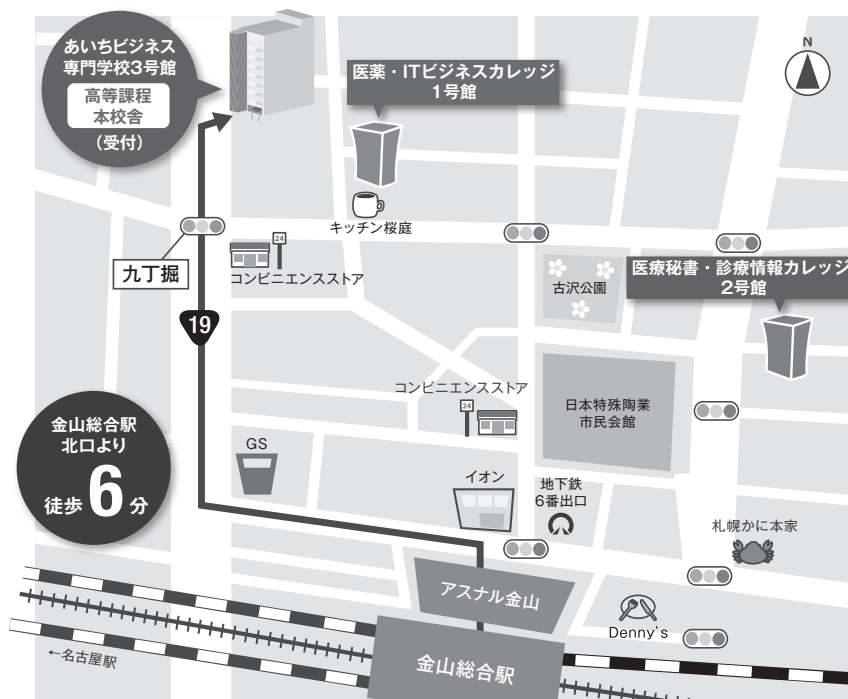 あいちビジネス
専門学校3号館
高等課程
本校舎
(受付)
医薬・ITビジネスカレッジ
1号館
N
キッチン桜庭
九丁堀
24
コンビニエンスストア
古沢公園
医療秘書・診療情報カレッジ
2号館
19
コンビニエンスストア
24
日本特殊陶業
市民会館
金山総合駅
北口より
徒歩6分
GS
イオン
地下鉄
6番出口
札幌かに本家
アスナル金山
Denny's
←名古屋駅
金山総合駅